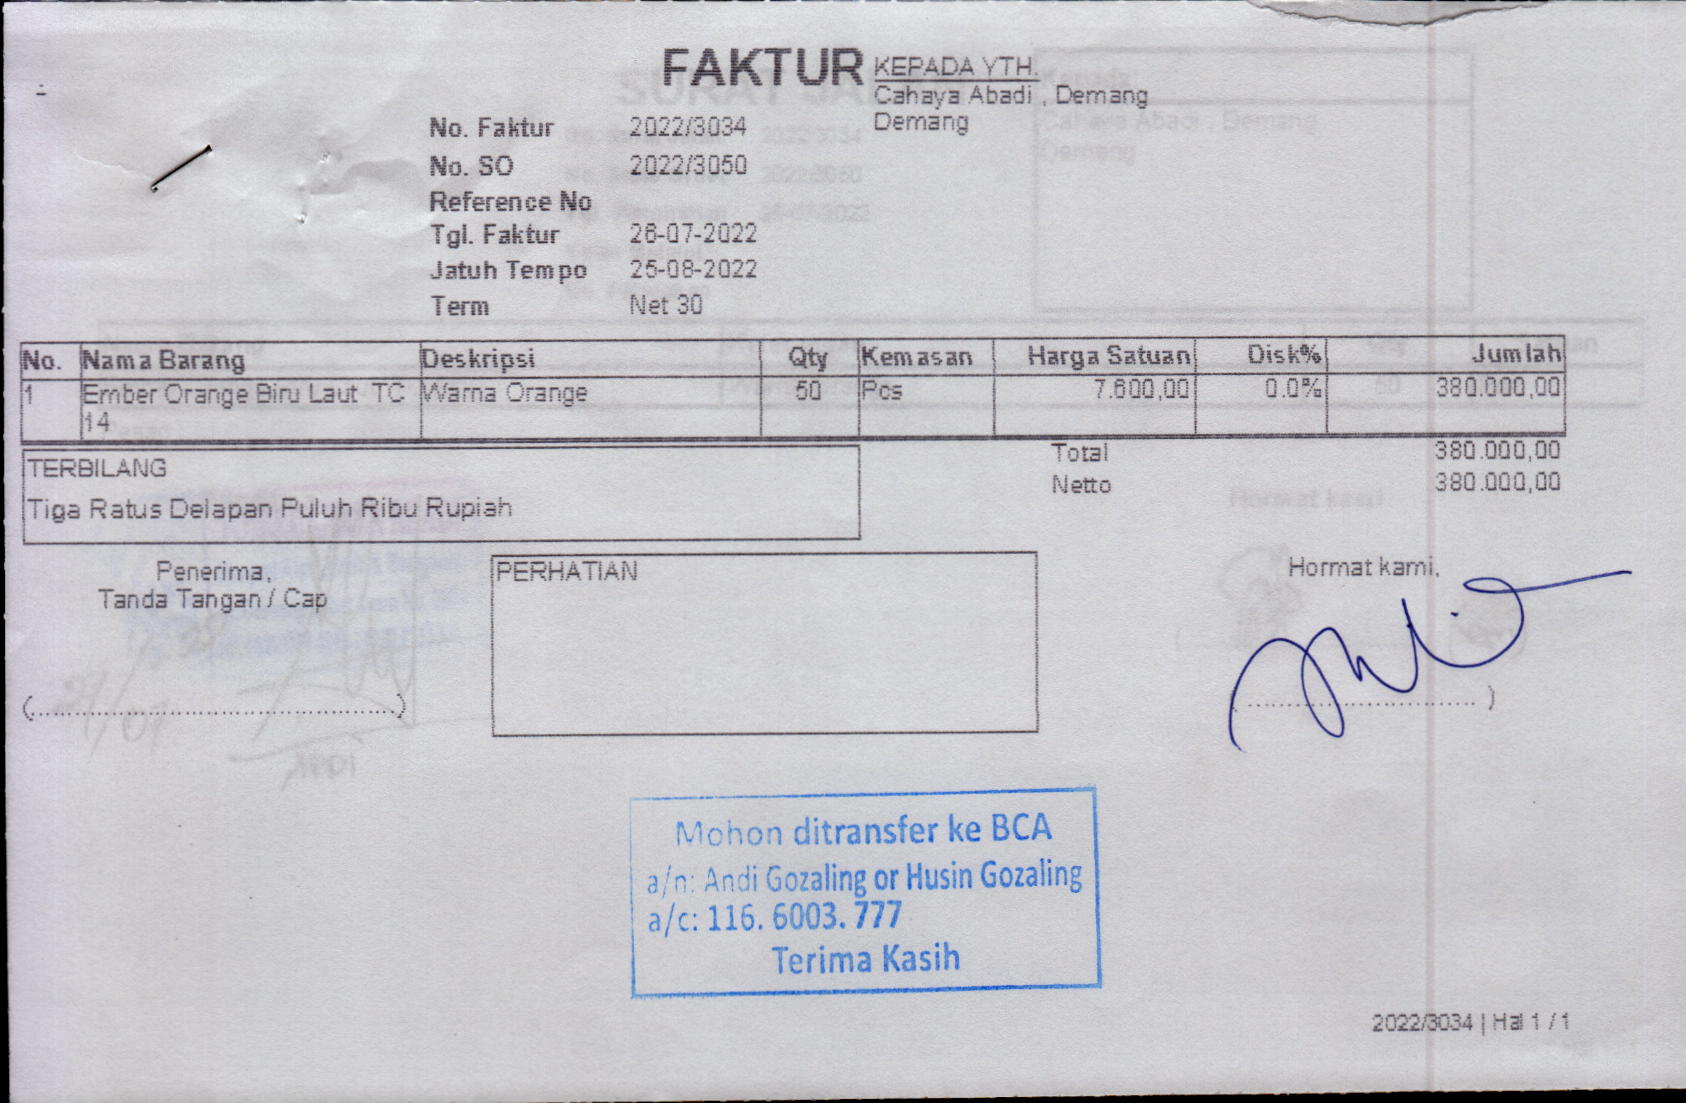 FAKTUR
KEPADA YTH.
Cahaya Abadi , Demang
Demang
No. Faktur 2022/3034
No. SO 2022/3050
Reference No
Tgl. Faktur 26-07-2022
Jatuh Tempo 25-08-2022
Term Net 30
No. Nama Barang Deskripsi Qty Kemasan Harga Satuan Disk% Jumlah
1 Ember Orange Biru Laut TC 14 Warna Orange 50 Pcs 7.600,00 0.0% 380.000,00
Total 380.000,00
Netto 380.000,00
TERBILANG
Tiga Ratus Delapan Puluh Ribu Rupiah
Penerima,
Tanda Tangan / Cap
(....................................................)
PERHATIAN
Hormat kami,
(.................................. )
Mohon ditransfer ke BCA
a/n: Andi Gozaling or Husin Gozaling
a/c: 116. 6003. 777
Terima Kasih
2022/3034 | Hal 1 / 1